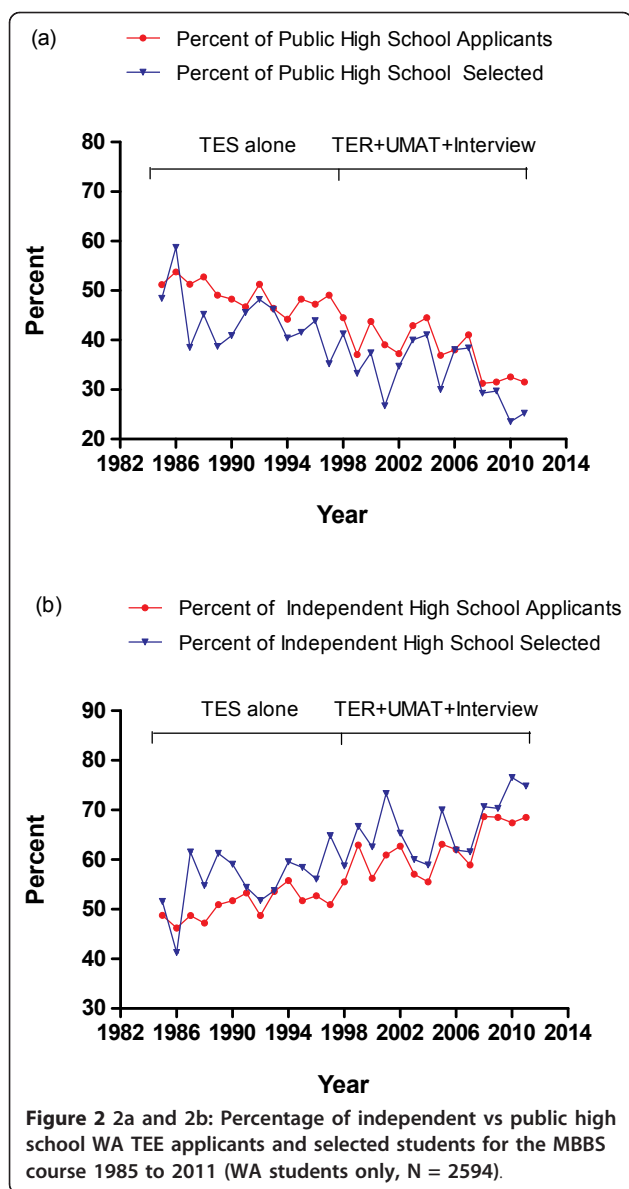 (a)
Percent of Public High School Applicants
Percent of Public High School Selected
TES alone TER+UMAT+Interview
80
70
60
50
40
30
20
Percent
1982 1986 1990 1994 1998 2002 2006 2010 2014
Year
(b)
Percent of Independent High School Applicants
Percent of Independent High School Selected
TES alone TER+UMAT+Interview
90
80
70
60
50
40
30
Percent
1982 1986 1990 1994 1998 2002 2006 2010 2014
Year
Figure 2 2a and 2b: Percentage of independent vs public high
school WA TEE applicants and selected students for the MBBS
course 1985 to 2011 (WA students only, N = 2594).